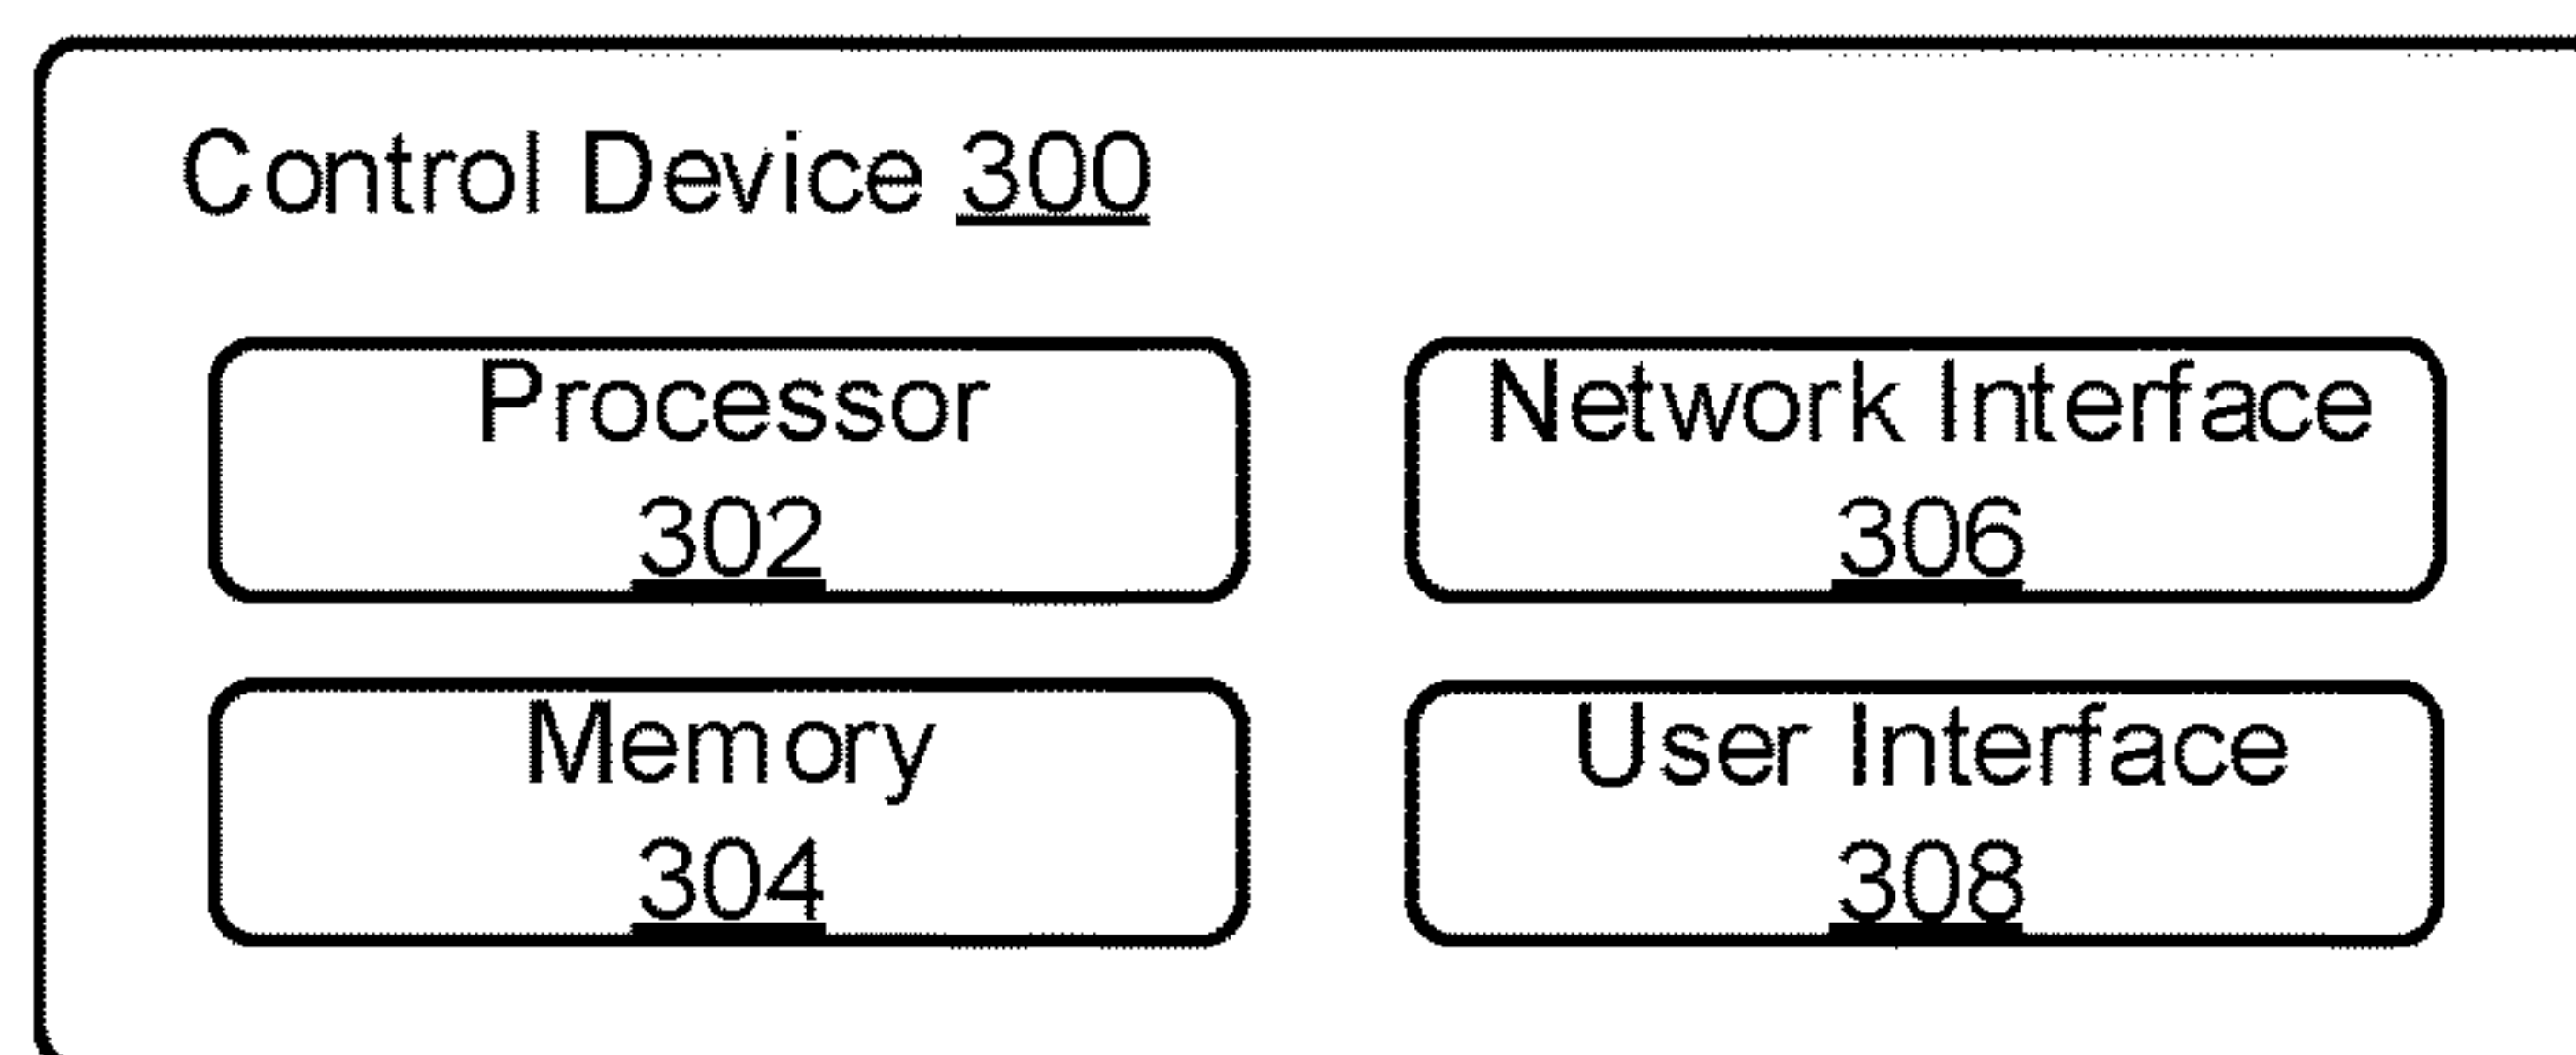 Control Device 300
Processor
302
Network Interface
306
Memory
304
User Interface
308